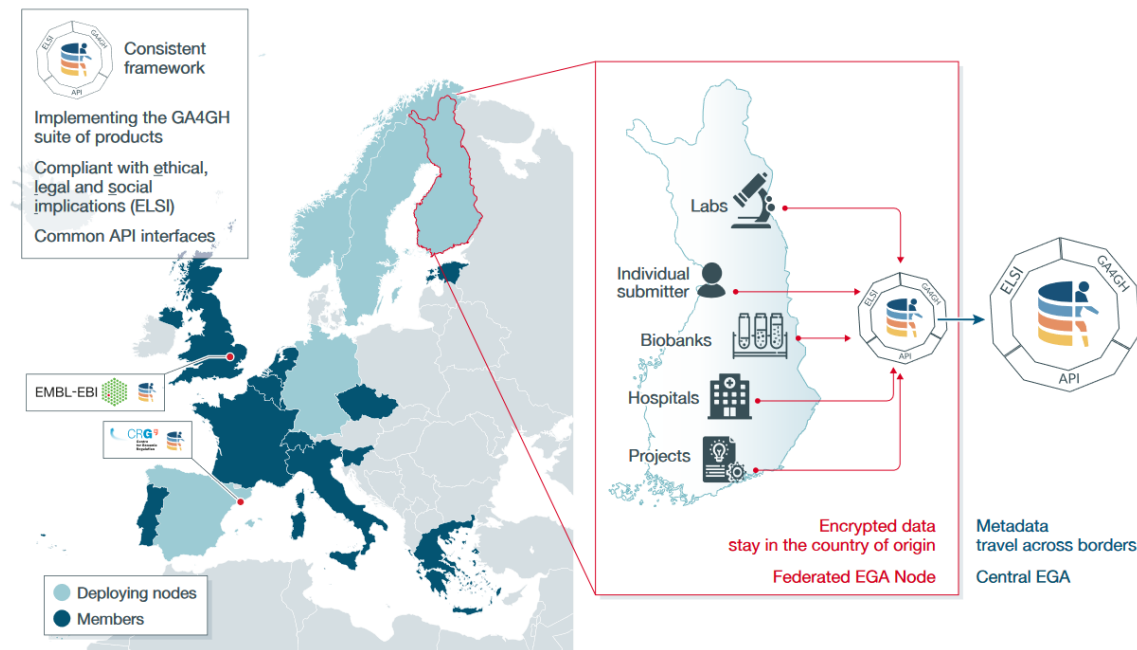 ELSI
GA4GH
API
Consistent
framework
Implementing the GA4GH
suite of products
Compliant with ethical,
legal and social
implications (ELSI)
Common API interfaces
EMBL-EBI
CRG
Deploying nodes
Members
Labs
Individual
submitter
Biobanks
Hospitals
Projects
ELSI
GA4GH
API
ELSI
GA4GH
API
Encrypted data
stay in the country of origin
Federated EGA Node
Metadata
travel across borders
Central EGA